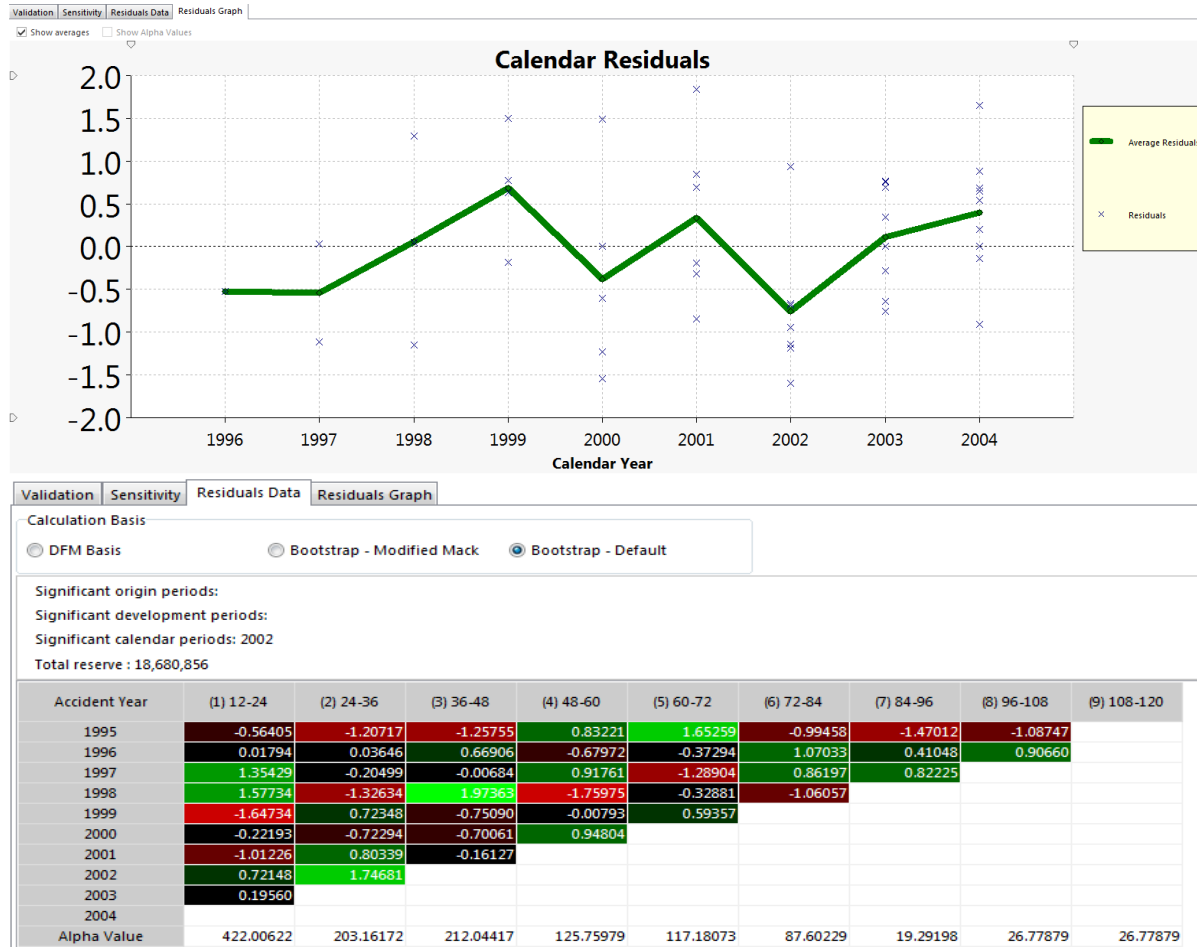 Validation Sensitivity Residuals Data Residuals Graph
Show averages Show Alpha Values
Calendar Residuals
2.0
1.5
1.0
0.5
0.0
-0.5
-1.0
-1.5
-2.0
1996 1997 1998 1999 2000 2001 2002 2003 2004
Calendar Year
Average Residuals
Residuals
Validation Sensitivity Residuals Data Residuals Graph
Calculation Basis
DFM Basis Bootstrap - Modified Mack Bootstrap - Default
Significant origin periods:
Significant development periods:
Significant calendar periods: 2002
Total reserve : 18,680,856
Accident Year (1) 12-24 (2) 24-36 (3) 36-48 (4) 48-60 (5) 60-72 (6) 72-84 (7) 84-96 (8) 96-108 (9) 108-120
1995 -0.56405 -1.20717 -1.25755 0.83221 1.65259 -0.99458 -1.47012 -1.08747
1996 0.01794 0.03646 0.66906 -0.67972 -0.37294 1.07033 0.41048 0.90660
1997 1.35429 -0.20499 -0.00684 0.91761 -1.28904 0.86197 0.82225
1998 1.57734 -1.32634 1.97363 -1.75975 -0.32881 -1.06057
1999 -1.64734 0.72348 -0.75090 -0.00793 0.59357
2000 -0.22193 -0.72294 -0.70061 0.94804
2001 -1.01226 0.80339 -0.16127
2002 0.72148 1.74681
2003 0.19560
2004
Alpha Value 422.00622 203.16172 212.04417 125.75979 117.18073 87.60229 19.29198 26.77879 26.77879